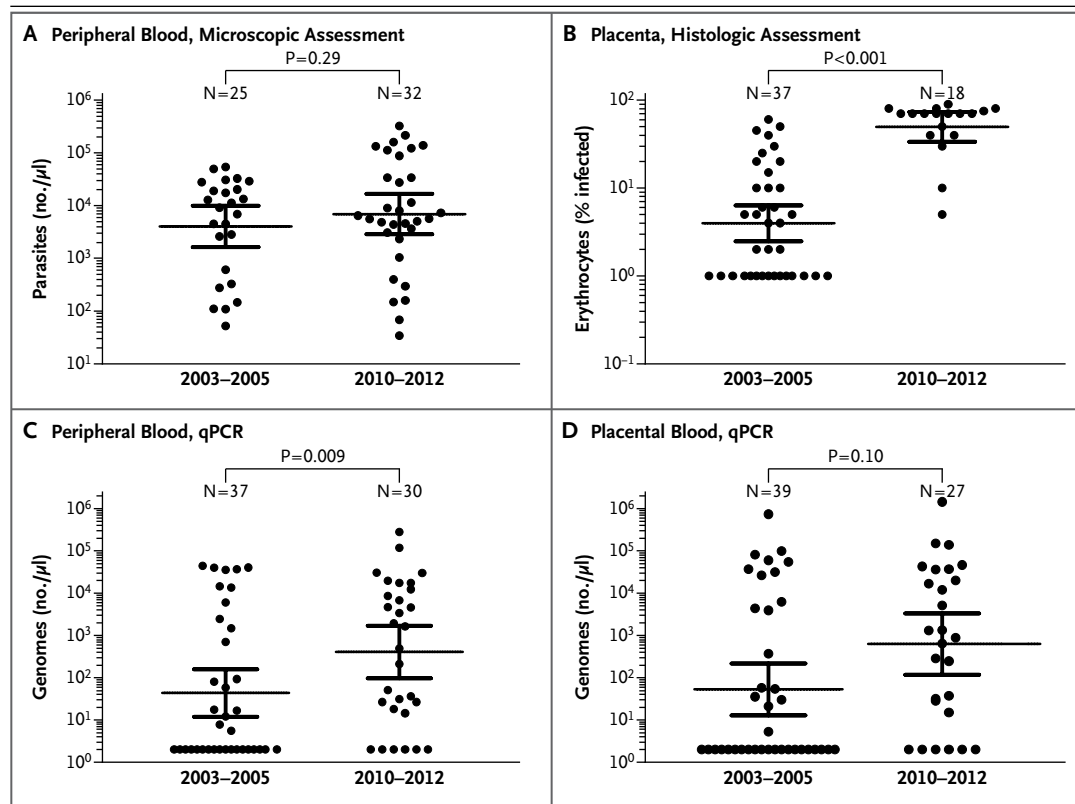 A Peripheral Blood, Microscopic Assessment
P=0.29
N=25 N=32
Parasites (no./µl)
10⁶
10⁵
10⁴
10³
10²
10¹
2003–2005 2010–2012
B Placenta, Histologic Assessment
P<0.001
N=37 N=18
Erythrocytes (% infected)
10²
10¹
10⁰
10⁻¹
2003–2005 2010–2012
C Peripheral Blood, qPCR
P=0.009
N=37 N=30
Genomes (no./µl)
10⁶
10⁵
10⁴
10³
10²
10¹
10⁰
2003–2005 2010–2012
D Placental Blood, qPCR
P=0.10
N=39 N=27
Genomes (no./µl)
10⁶
10⁵
10⁴
10³
10²
10¹
10⁰
2003–2005 2010–2012